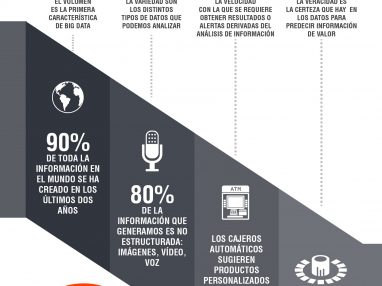 EL VOLUMEN
ES LA PRIMERA
CARACTERÍSTICA
DE BIG DATA
LA VARIEDAD SON
LOS DISTINTOS
TIPOS DE DATOS QUE
PODEMOS ANALIZAR
LA VELOCIDAD
CON LA QUE SE REQUIERE
OBTENER RESULTADOS O
ALERTAS DERIVADAS DEL
ANÁLISIS DE INFORMACIÓN
LA VERACIDAD ES
LA CERTEZA QUE HAY EN
LOS DATOS PARA
PREDECIR INFORMACIÓN
DE VALOR
90%
DE TODA LA
INFORMACIÓN EN
EL MUNDO SE HA
CREADO EN LOS
ÚLTIMOS DOS
AÑOS
80%
DE LA
INFORMACIÓN QUE
GENERAMOS ES NO
ESTRUCTURADA:
IMÁGENES, VÍDEO,
VOZ
ATM
LOS CAJEROS
AUTOMÁTICOS
SUGIEREN
PRODUCTOS
PERSONALIZADOS